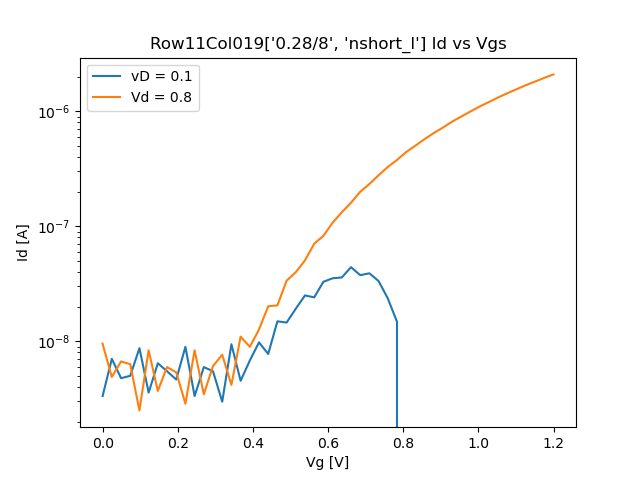 Row11Col019['0.28/8', 'nshort_l'] Id vs Vgs
vD = 0.1
Vd = 0.8
Id [A]
10⁻⁶
10⁻⁷
10⁻⁸
0.0 0.2 0.4 0.6 0.8 1.0 1.2
Vg [V]